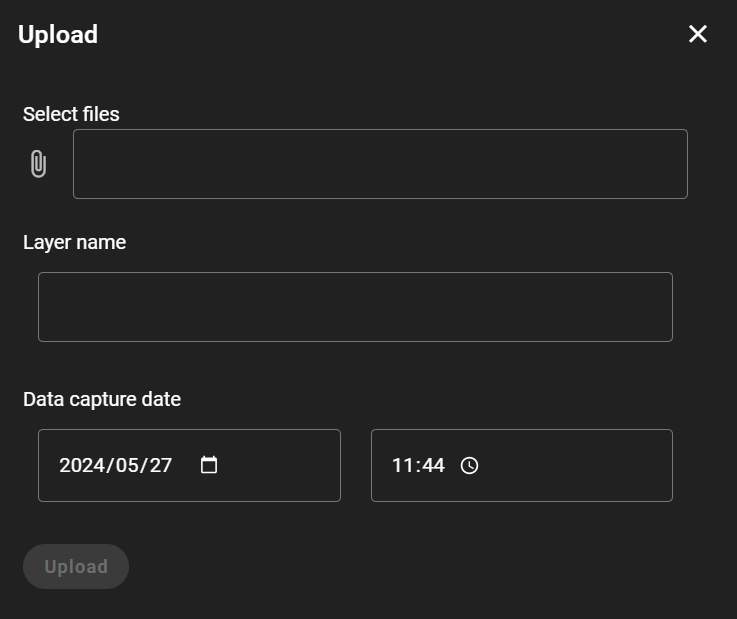 Upload
Select files
Layer name
Data capture date
2024/05/27
11:44
Upload